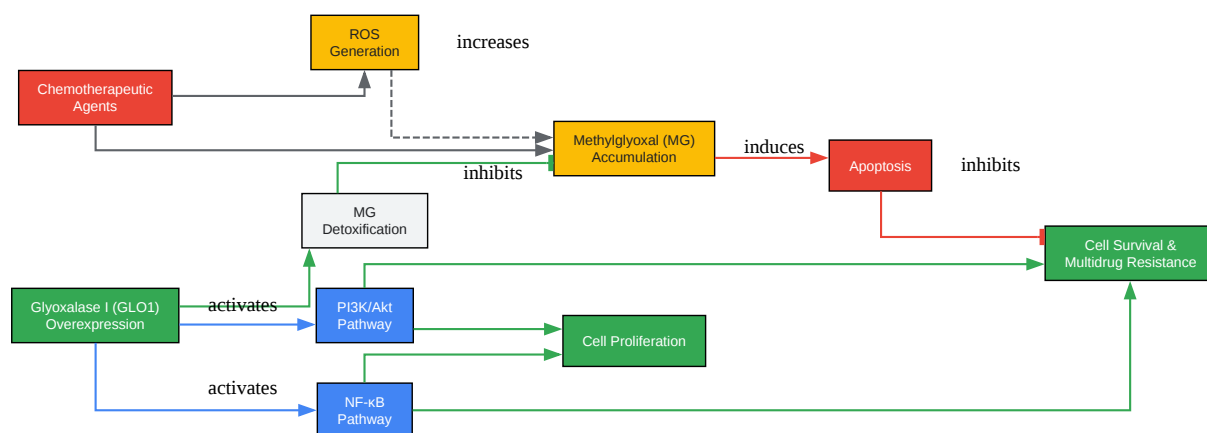 ROS
Generation
increases
Chemotherapeutic
Agents
Methylglyoxal (MG)
Accumulation
induces
Apoptosis
inhibits
inhibits
MG
Detoxification
Cell Survival &
Multidrug Resistance
Glyoxalase I (GLO1)
Overexpression
activates
PI3K/Akt
Pathway
Cell Proliferation
activates
NF-κB
Pathway